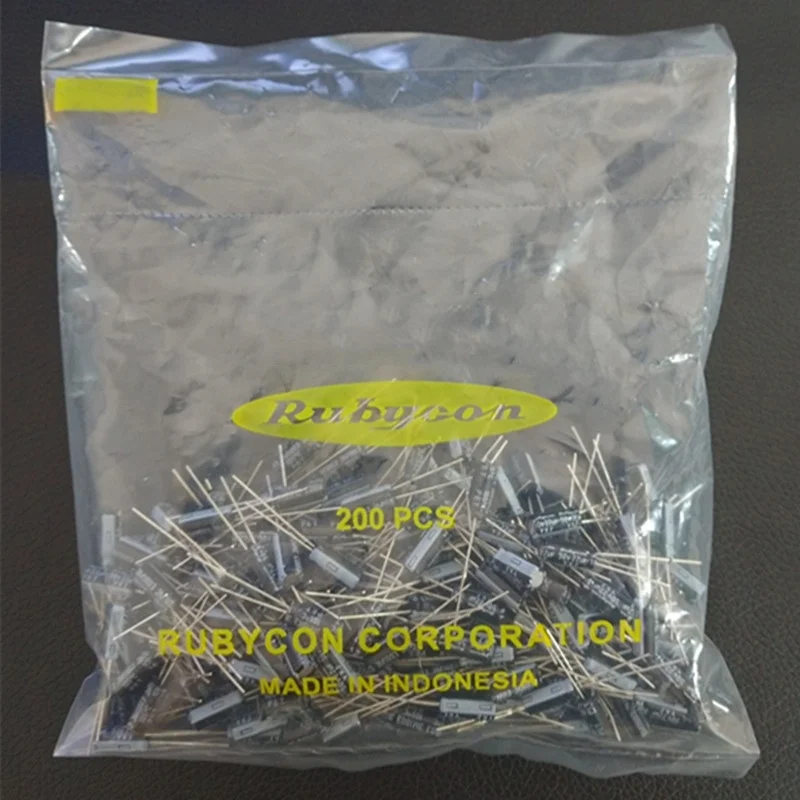 Rubycon
200 PCS
RUBYCON CORPORATION
MADE IN INDONESIA